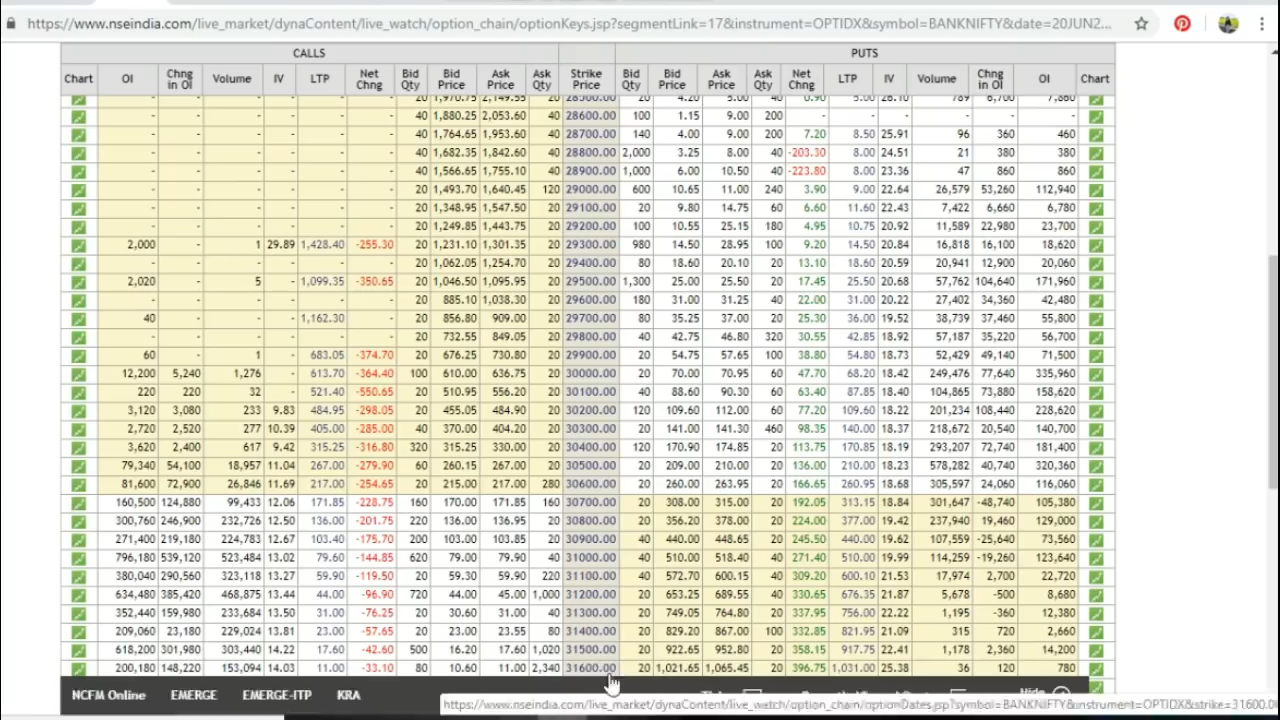 https://www.nseindia.com/live_market/dynaContent/live_watch/option_chain/optionKeys.jsp?segmentLink=17&instrument=OPTIDX&symbol=BANKNIFTY&date=20JUN2...
CALLS PUTS
Chart OI Chng in OI Volume IV LTP Net Chng Bid Qty Bid Price Ask Price Ask Qty Strike Price Bid Qty Bid Price Ask Price Ask Qty Net Chng LTP IV Volume Chng in OI OI Chart
- - - - - - 20 1,970.75 2,149.55 20 28500.00 20 4.20 5.00 40 0.90 5.00 26.10 789 6,700 7,860
- - - - - - 40 1,880.25 2,053.60 40 28600.00 100 1.15 9.00 200 - - - - - -
- - - - - - 40 1,764.65 1,953.60 40 28700.00 140 4.00 9.00 200 7.20 8.50 25.91 96 360 460
- - - - - - 40 1,682.35 1,842.60 40 28800.00 2,000 3.25 8.00 40 -203.30 8.00 24.51 21 380 380
- - - - - - 40 1,566.65 1,755.10 40 28900.00 1,000 6.00 10.50 40 -223.80 8.00 23.36 47 860 860
- - - - - - 20 1,493.70 1,640.45 120 29000.00 600 10.65 11.00 240 3.90 9.00 22.64 26,579 53,260 112,940
- - - - - - 20 1,348.95 1,547.50 20 29100.00 20 9.80 14.75 60 6.60 11.60 22.43 7,422 6,660 6,780
- - - - - - 20 1,249.85 1,443.75 20 29200.00 100 10.55 25.15 180 4.95 10.75 20.92 11,589 22,980 23,700
2,000 - 1 29.89 1,428.40 -255.30 20 1,231.10 1,301.35 20 29300.00 980 14.50 28.95 100 9.20 14.50 20.84 16,818 16,100 18,620
- - - - - - 20 1,062.05 1,254.70 20 29400.00 80 18.60 20.10 20 13.10 18.60 20.59 20,941 12,900 20,060
2,020 - 5 - 1,099.35 -350.65 20 1,046.50 1,095.95 20 29500.00 1,300 25.00 25.50 20 17.45 25.50 20.68 57,762 104,640 171,960
- - - - - - 20 885.10 1,038.30 20 29600.00 180 31.00 31.25 40 22.00 31.00 20.22 27,402 34,360 42,480
40 - - - 1,162.30 - 20 856.80 909.00 20 29700.00 80 35.25 37.00 20 25.30 36.00 19.52 38,739 37,460 55,800
- - - - - - 20 732.55 849.05 20 29800.00 40 42.75 46.80 320 30.55 42.85 18.92 57,187 35,220 56,700
60 - 1 - 683.05 -374.70 20 676.25 730.80 20 29900.00 20 54.75 57.65 100 38.80 54.80 18.73 52,429 49,140 71,500
12,200 5,240 1,276 - 613.70 -364.40 100 610.00 636.75 20 30000.00 20 70.00 70.95 60 47.70 68.20 18.42 249,476 77,640 335,960
220 220 32 - 521.40 -550.65 20 510.95 556.20 20 30100.00 40 88.60 90.30 60 63.40 87.85 18.40 104,865 73,880 158,620
3,120 3,080 233 9.83 484.95 -298.05 20 455.05 484.90 20 30200.00 120 109.60 112.00 60 77.20 109.60 18.22 201,234 108,440 228,620
2,720 2,520 277 10.39 405.00 -285.00 40 370.00 404.20 20 30300.00 20 141.00 141.30 460 98.35 140.00 18.37 218,672 20,540 140,700
3,620 2,400 617 9.42 315.25 -316.80 320 315.25 330.00 20 30400.00 120 170.90 174.85 20 113.75 170.85 18.19 293,207 72,740 181,400
79,340 54,100 18,957 11.04 267.00 -279.90 60 260.15 267.00 20 30500.00 20 209.00 210.00 20 136.00 210.00 18.23 578,282 40,740 320,360
81,600 72,900 26,846 11.69 217.00 -254.65 20 215.00 217.00 280 30600.00 20 260.00 263.95 20 166.65 260.95 18.68 305,597 24,060 116,060
160,500 124,880 99,433 12.06 171.85 -228.75 160 170.00 171.85 160 30700.00 20 308.00 315.00 20 192.05 313.15 18.84 301,647 -48,740 105,380
300,760 246,900 232,726 12.50 136.00 -201.75 220 136.00 136.95 20 30800.00 20 356.20 378.00 20 224.00 377.00 19.42 237,940 19,460 129,000
271,400 219,180 224,783 12.67 103.40 -175.70 200 103.00 103.85 20 30900.00 40 440.00 448.65 20 245.50 440.00 19.62 107,559 -25,640 73,560
796,180 539,120 523,484 13.02 79.60 -144.85 620 79.00 79.90 40 31000.00 40 510.00 518.40 40 271.40 510.00 19.99 114,259 -19,260 123,640
380,040 290,560 323,118 13.27 59.90 -119.50 20 59.30 59.90 220 31100.00 40 572.70 600.15 20 309.20 600.10 21.53 17,974 2,700 22,720
634,480 385,920 468,875 13.44 44.00 -96.90 720 44.00 45.00 1,000 31200.00 20 653.25 689.55 40 330.65 676.35 21.87 5,678 -500 8,680
352,440 159,980 233,684 13.50 31.00 -76.25 20 30.60 31.00 40 31300.00 20 749.05 764.80 20 337.95 756.00 22.22 1,195 -360 12,380
209,060 23,180 229,024 13.81 23.00 -57.65 20 23.00 23.55 80 31400.00 20 829.20 867.00 100 332.85 821.95 21.09 315 720 2,660
618,200 301,980 303,440 14.22 17.60 -42.60 500 16.20 17.60 1,020 31500.00 20 922.65 952.80 20 358.15 917.75 22.41 1,178 2,360 14,200
200,180 148,220 153,094 14.03 11.00 -33.10 80 10.60 11.00 2,340 31600.00 20 1,021.65 1,065.45 20 396.75 1,031.00 25.38 36 120 780
NCFM Online EMERGE EMERGE-ITP KRA Hide
https://www.nseindia.com/live_market/dynaContent/live_watch/option_chain/optionDates.jsp?symbol=BANKNIFTY&instrument=OPTIDX&strike=31600.0